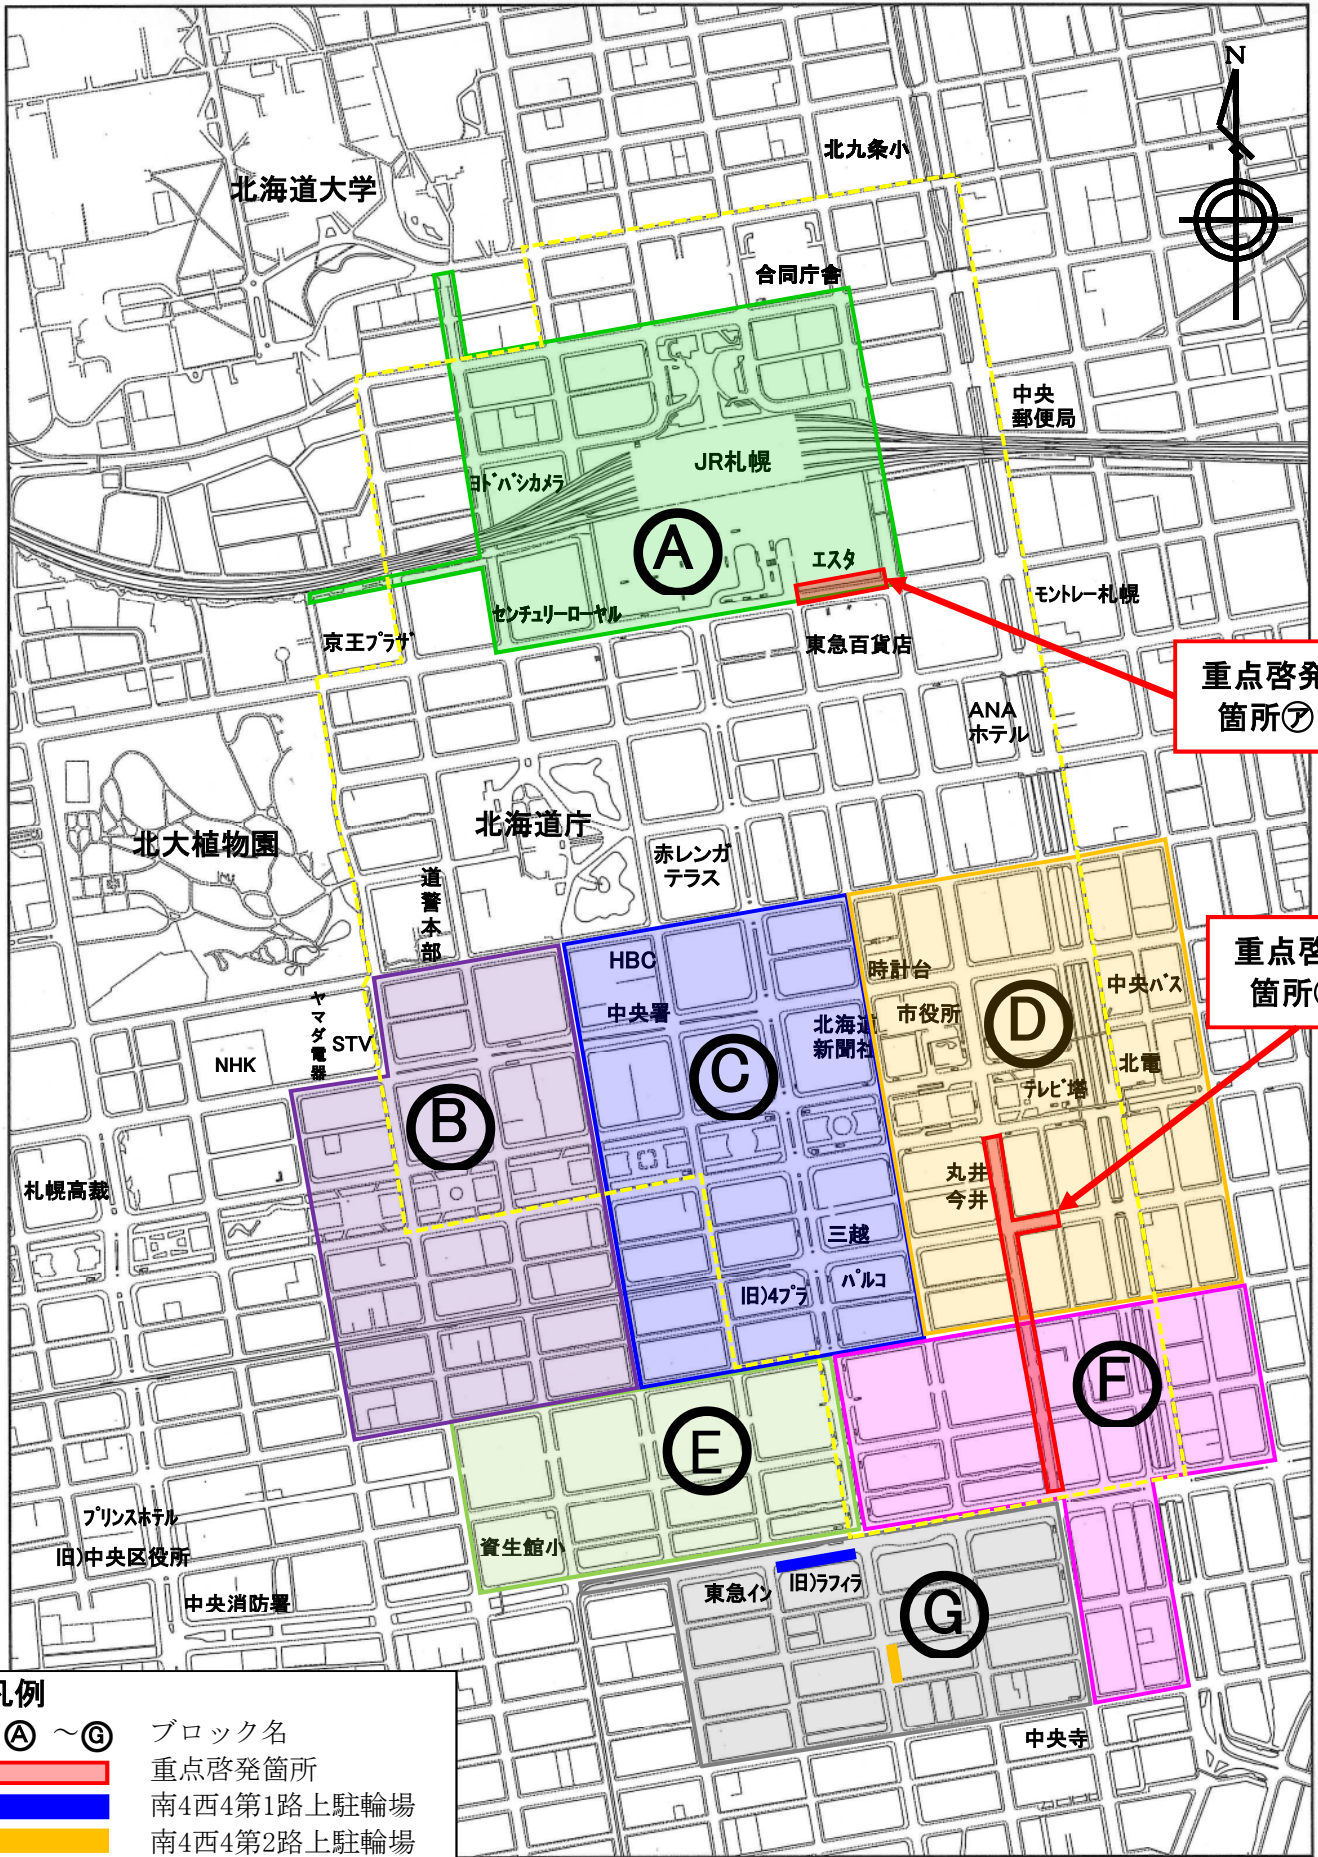 N
北九条小
北海道大学
合同庁舎
中央
郵便局
JR札幌
ヨドバシカメラ
A
エスタ
モントレー札幌
センチュリーローヤル
京王プラザ
東急百貨店
重点啓発
箇所㋐
ANA
ホテル
北海道庁
北大植物園
赤レンガ
テラス
道警本部
HBC
時計台
重点啓
箇所
中央バス
ヤマダ電器
中央署
市役所
D
北海道
新聞社
STV
NHK
C
北電
テレビ塔
B
丸井
今井
札幌高裁
三越
パルコ
旧)4プラ
F
E
プリンスホテル
資生館小
旧)中央区役所
東急イン
旧)ラフィラ
中央消防署
G
凡例
Ⓐ ～Ⓖ ブロック名
中央寺
重点啓発箇所
南4西4第1路上駐輪場
南4西4第2路上駐輪場